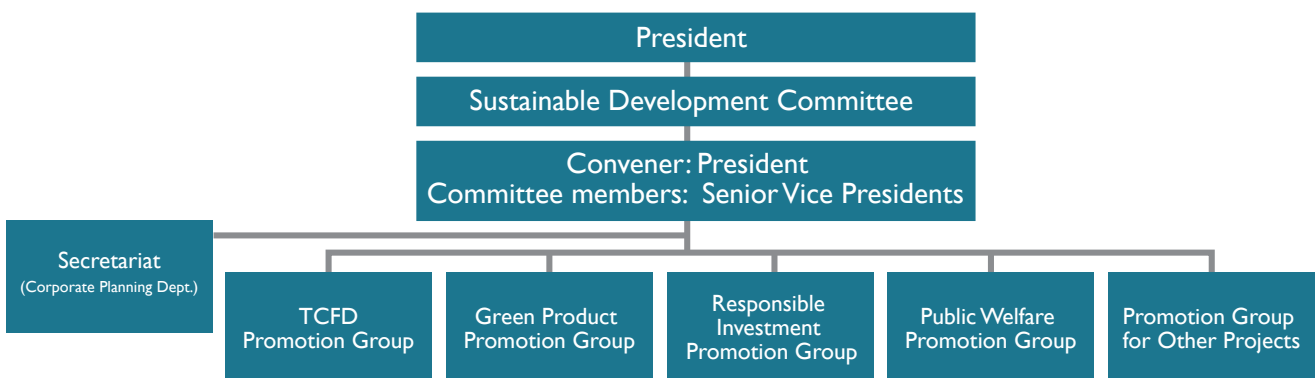 President
Sustainable Development Committee
Convener: President
Committee members: Senior Vice Presidents
Secretariat
(Corporate Planning Dept.)
TCFD
Promotion Group
Green Product
Promotion Group
Responsible
Investment
Promotion Group
Public Welfare
Promotion Group
Promotion Group
for Other Projects